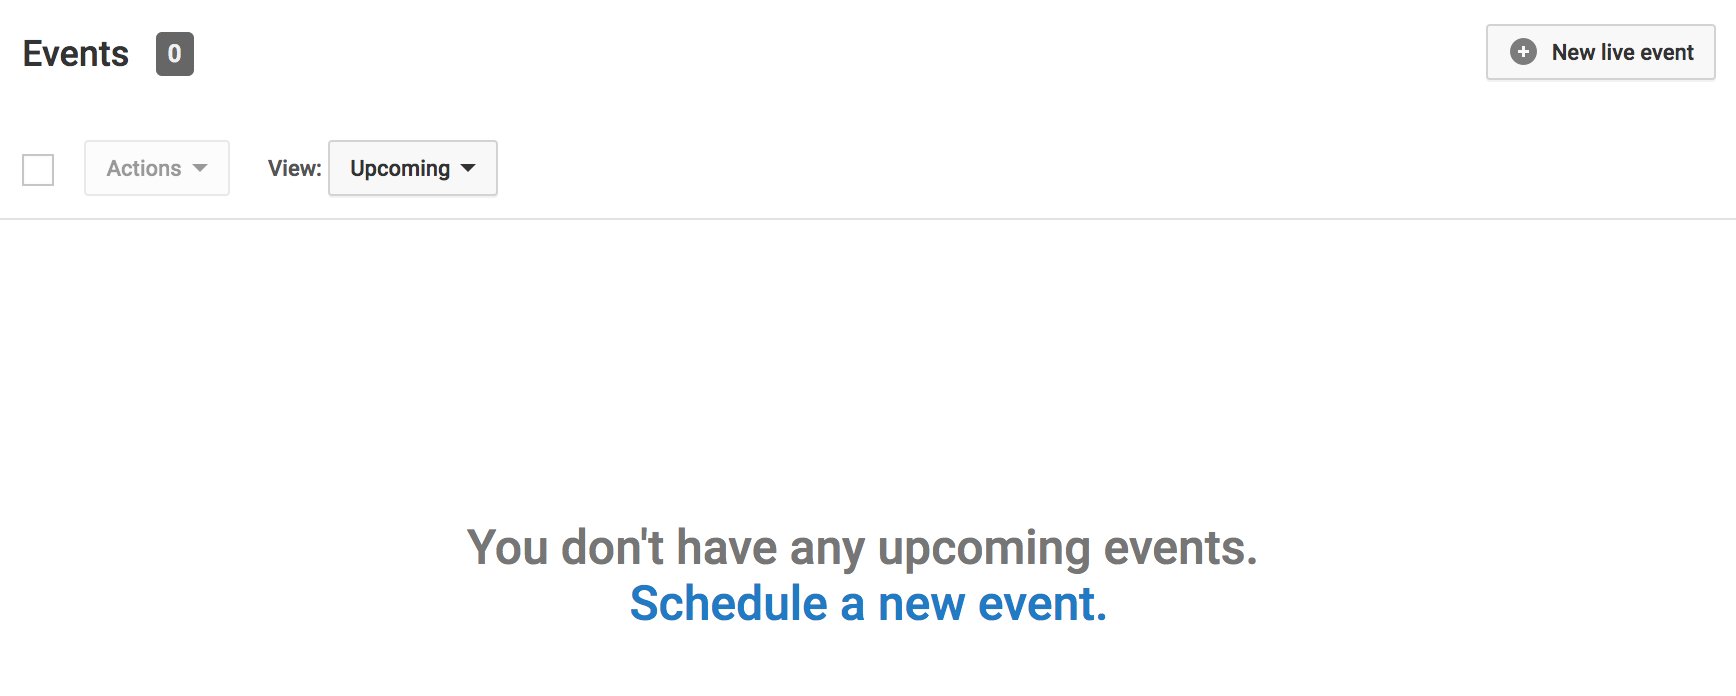 Events 0
New live event
Actions View: Upcoming
You don't have any upcoming events.
Schedule a new event.